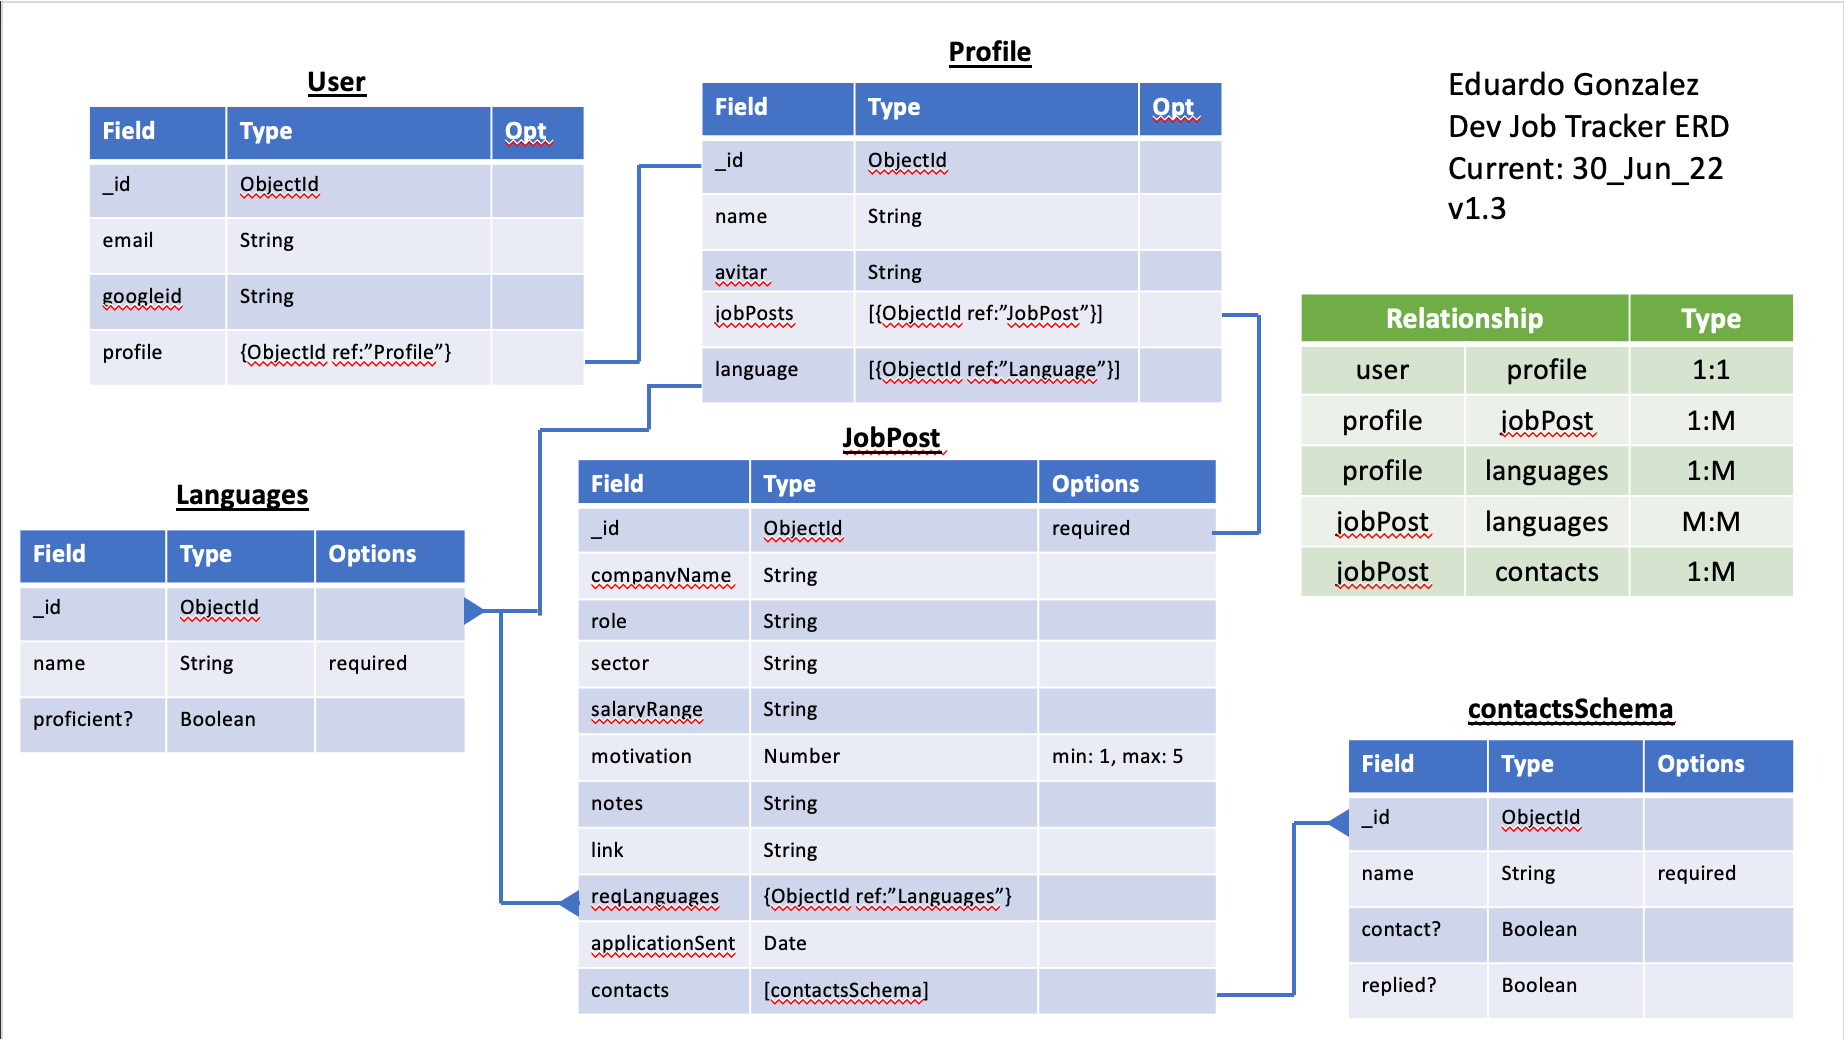 Profile
User
Eduardo Gonzalez
Dev Job Tracker ERD
Current: 30_Jun_22
v1.3
Field Type Opt
_id ObjectId
email String
googleid String
profile {ObjectId ref:”Profile”}
Field Type Opt
_id ObjectId
name String
avitar String
jobPosts [{ObjectId ref:”JobPost”}]
language [{ObjectId ref:”Language”}]
Relationship Type
user profile 1:1
profile jobPost 1:M
profile languages 1:M
jobPost languages M:M
jobPost contacts 1:M
JobPost
Field Type Options
_id ObjectId required
companyName String
role String
sector String
salaryRange String
motivation Number min: 1, max: 5
notes String
link String
reqLanguages {ObjectId ref:”Languages”}
applicationSent Date
contacts [contactsSchema]
Languages
Field Type Options
_id ObjectId
name String required
proficient? Boolean
contactsSchema
Field Type Options
_id ObjectId
name String required
contact? Boolean
replied? Boolean